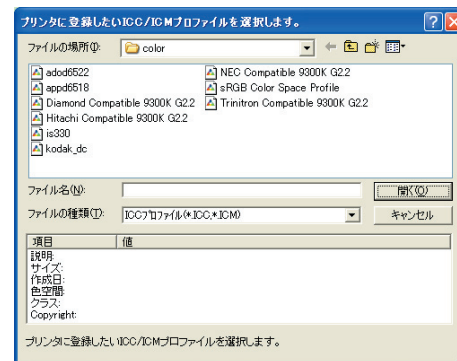 プリンタに登録したいICC/ICMプロファイルを選択します。
ファイルの場所(I):
color
adod6522
appd6518
Diamond Compatible 9300K G2.2
Hitachi Compatible 9300K G2.2
is330
kodak_dc
NEC Compatible 9300K G2.2
sRGB Color Space Profile
Trinitron Compatible 9300K G2.2
ファイル名(N):
開く(O)
ファイルの種類(T):
ICCプロファイル(*.ICC,*.ICM)
キャンセル
項目 値
説明:
サイズ:
作成日:
色空間:
クラス:
Copyright:
プリンタに登録したいICC/ICMプロファイルを選択します。